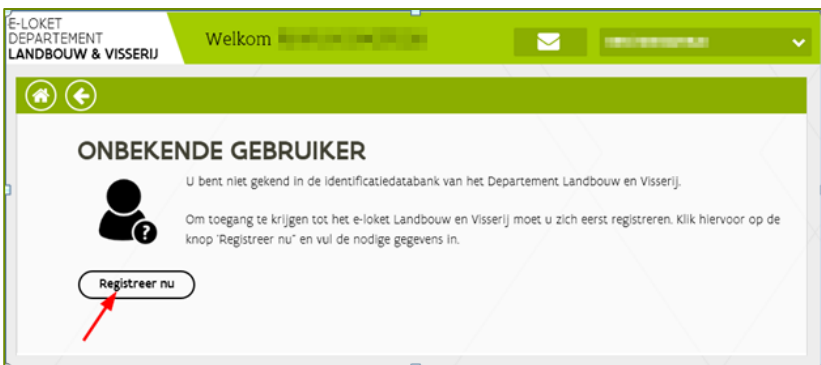 E-LOKET
DEPARTEMENT
LANDBOUW & VISSERIJ
Welkom
ONBEKENDE GEBRUIKER
U bent niet gekend in de identificatiedatabank van het Departement Landbouw en Visserij.
Om toegang te krijgen tot het e-loket Landbouw en Visserij moet u zich eerst registreren. Klik hiervoor op de
knop "Registreer nu" en vul de nodige gegevens in.
Registreer nu